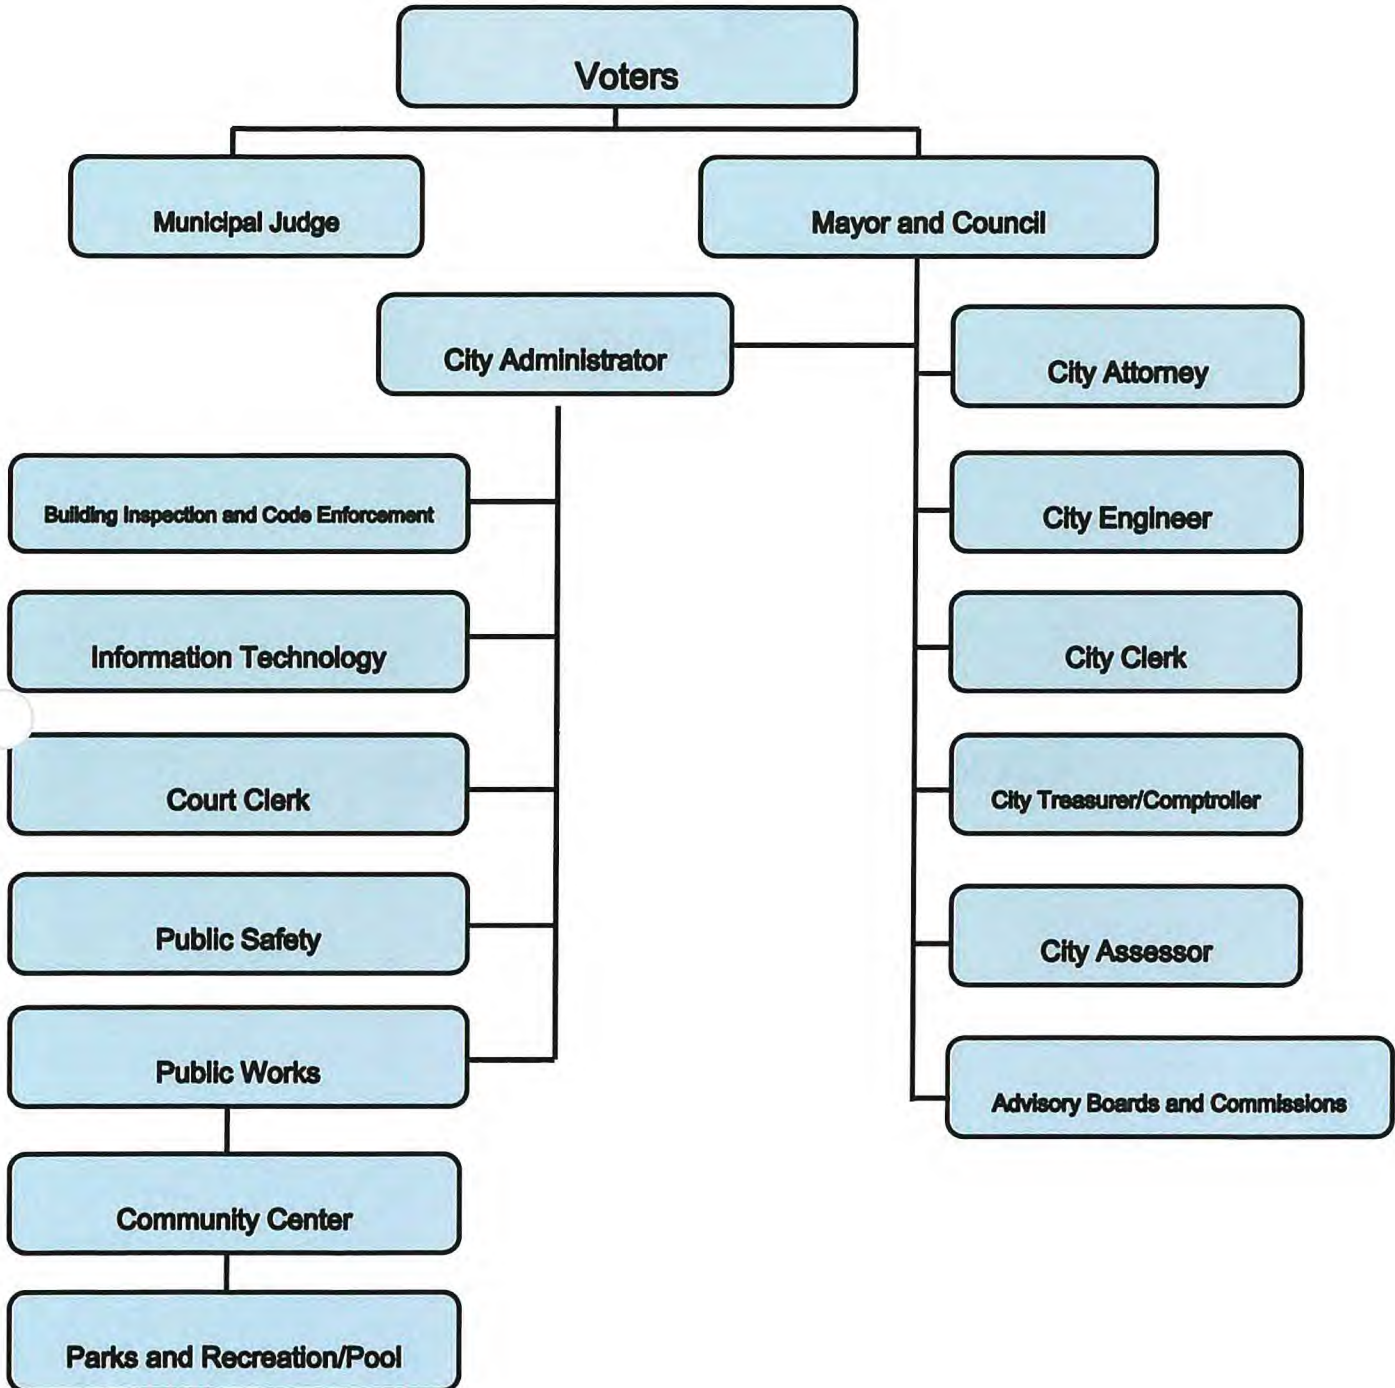 Voters
Municipal Judge
Mayor and Council
City Administrator
City Attorney
Building Inspection and Code Enforcement
City Engineer
Information Technology
City Clerk
Court Clerk
City Treasurer/Comptroller
Public Safety
City Assessor
Public Works
Advisory Boards and Commissions
Community Center
Parks and Recreation/Pool